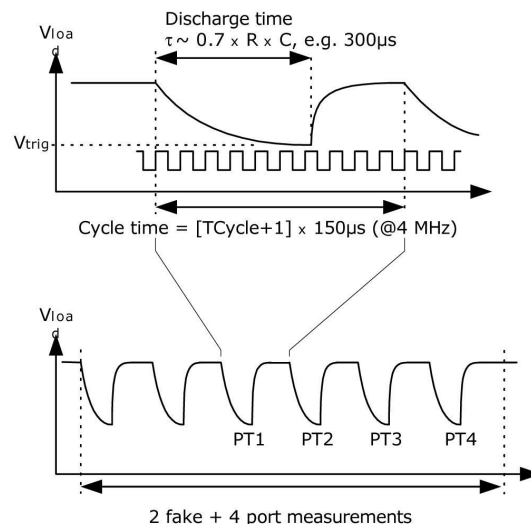 Discharge time
τ~ 0.7 x R x C, e.g. 300µs
Vloa
d
Vtrig
Cycle time = [TCycle+1] x 150µs (@4 MHz)
Vloa
d
PT1 PT2 PT3 PT4
2 fake + 4 port measurements